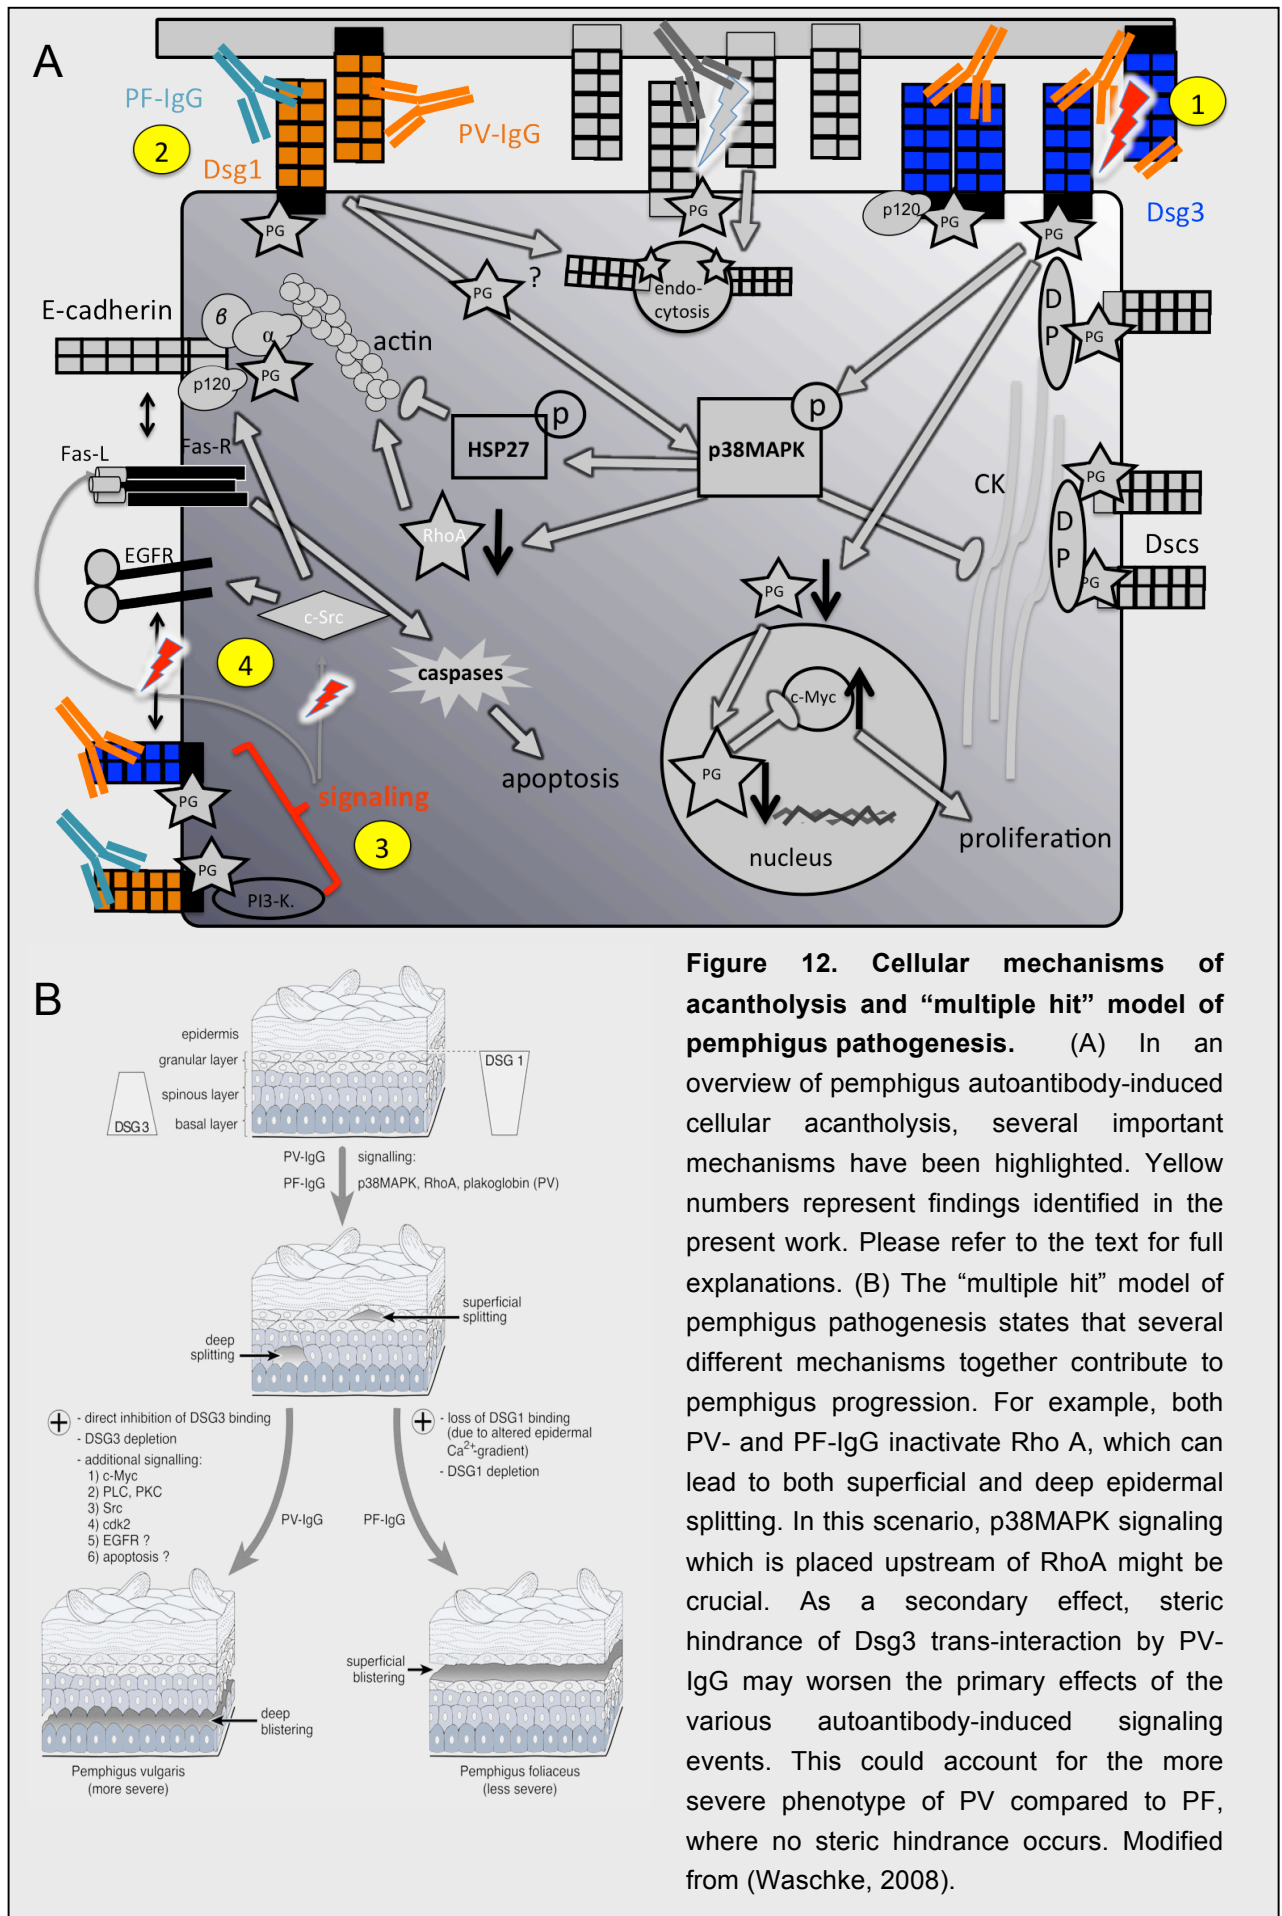 A
PF-IgG
2
Dsg1
PV-IgG
1
Dsg3
PG
PG
p120
PG
PG
PG
?
endo-
cytosis
D
P
PG
E-cadherin
β
α
p120
PG
actin
HSP27
p
p38MAPK
p
Fas-L
Fas-R
CK
PG
D
P
PG
Dscs
RhoA
EGFR
c-Src
4
caspases
apoptosis
PG
c-Myc
PG
nucleus
proliferation
signaling
3
PG
PG
PI3-K.
B
epidermis
granular layer
spinous layer
basal layer
DSG 3
DSG 1
PV-IgG
PF-IgG
signalling:
p38MAPK, RhoA, plakoglobin (PV)
superficial
splitting
deep
splitting
+
- direct inhibition of DSG3 binding
- DSG3 depletion
- additional signalling:
1) c-Myc
2) PLC, PKC
3) Src
4) cdk2
5) EGFR ?
6) apoptosis ?
+
- loss of DSG1 binding
(due to altered epidermal
Ca²⁺-gradient)
- DSG1 depletion
PV-IgG
PF-IgG
superficial
blistering
deep
blistering
Pemphigus vulgaris
(more severe)
Pemphigus foliaceus
(less severe)
Figure 12. Cellular mechanisms of
acantholysis and “multiple hit” model of
pemphigus pathogenesis. (A) In an
overview of pemphigus autoantibody-induced
cellular acantholysis, several important
mechanisms have been highlighted. Yellow
numbers represent findings identified in the
present work. Please refer to the text for full
explanations. (B) The “multiple hit” model of
pemphigus pathogenesis states that several
different mechanisms together contribute to
pemphigus progression. For example, both
PV- and PF-IgG inactivate Rho A, which can
lead to both superficial and deep epidermal
splitting. In this scenario, p38MAPK signaling
which is placed upstream of RhoA might be
crucial. As a secondary effect, steric
hindrance of Dsg3 trans-interaction by PV-
IgG may worsen the primary effects of the
various autoantibody-induced signaling
events. This could account for the more
severe phenotype of PV compared to PF,
where no steric hindrance occurs. Modified
from (Waschke, 2008).